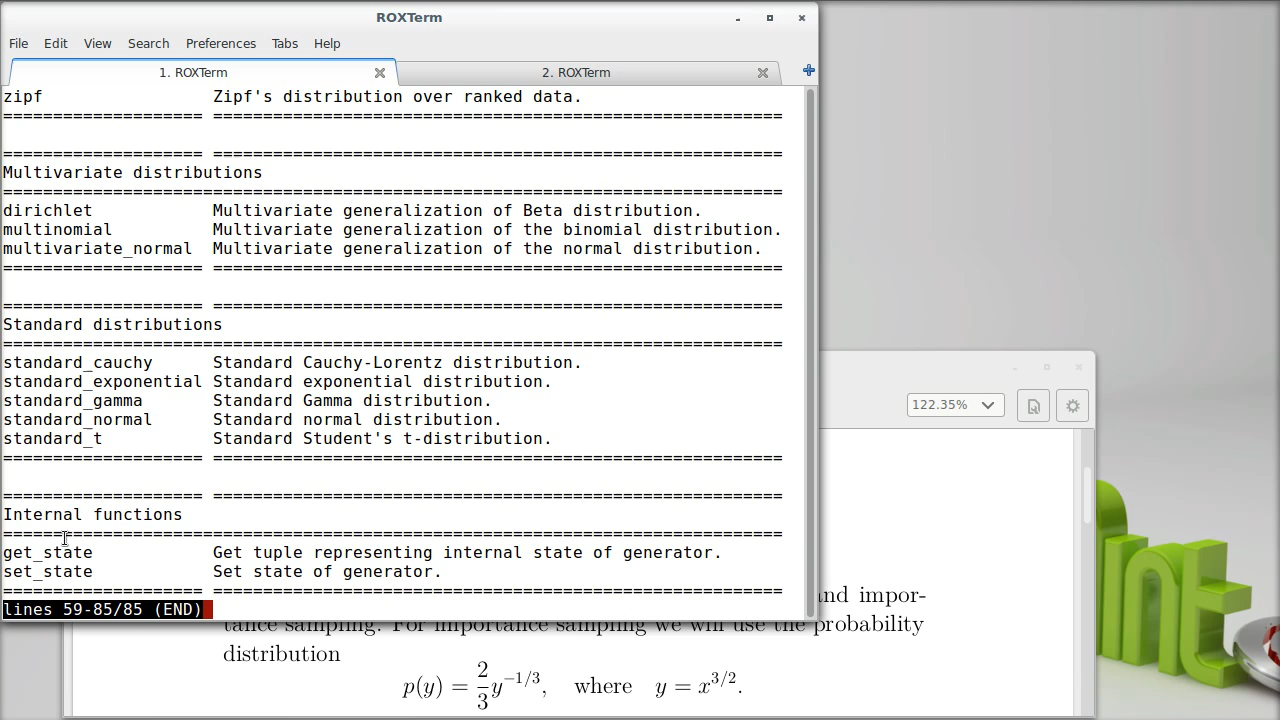 ROXTerm
File Edit View Search Preferences Tabs Help
1. ROXTerm 2. ROXTerm
zipf                 Zipf's distribution over ranked data.
==================== =========================================================
==================== =========================================================
Multivariate distributions
==================== =========================================================
dirichlet            Multivariate generalization of Beta distribution.
multinomial          Multivariate generalization of the binomial distribution.
multivariate_normal  Multivariate generalization of the normal distribution.
==================== =========================================================
==================== =========================================================
Standard distributions
==================== =========================================================
standard_cauchy      Standard Cauchy-Lorentz distribution.
standard_exponential Standard exponential distribution.
standard_gamma       Standard Gamma distribution.
standard_normal      Standard normal distribution.
standard_t           Standard Student's t-distribution.
==================== =========================================================
==================== =========================================================
Internal functions
==================== =========================================================
get_state            Get tuple representing internal state of generator.
set_state            Set state of generator.
==================== =========================================================
lines 59-85/85 (END)
122.35%
and impor-
tance sampling. For importance sampling we will use the probability
distribution
p(y) = 2/3 y^{-1/3}, where y = x^{3/2}.